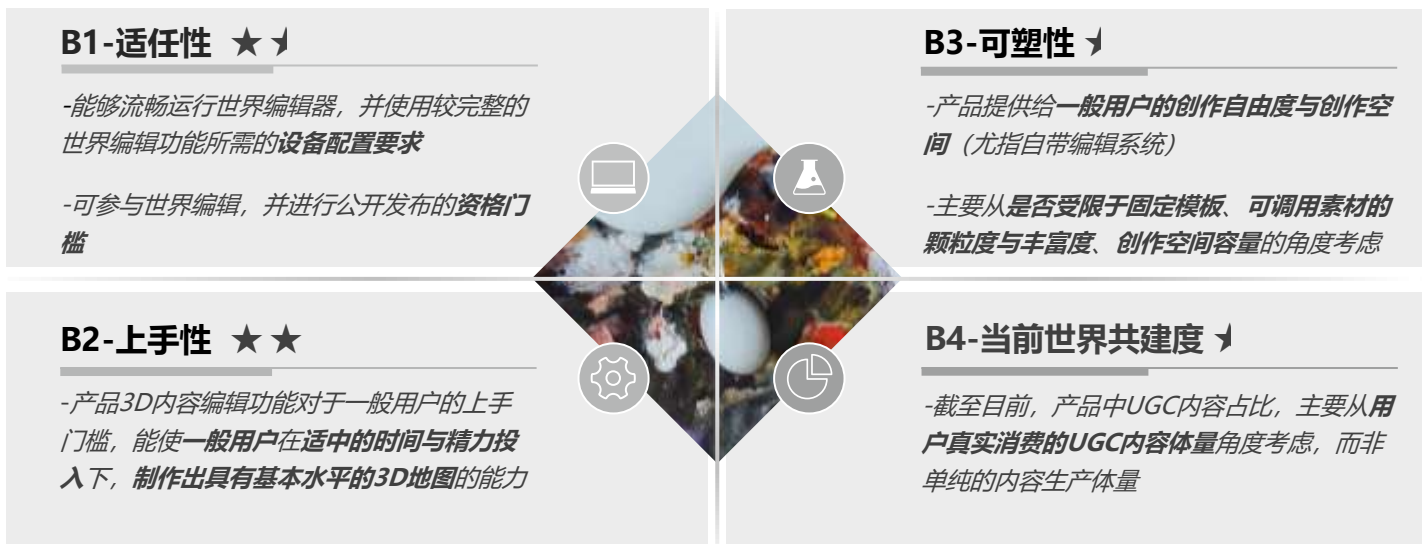 B1-适任性 ★
-能够流畅运行世界编辑器，并使用较完整的
世界编辑功能所需的设备配置要求
-可参与世界编辑，并进行公开发布的资格门
槛
B2-上手性 ★★
-产品3D内容编辑功能对于一般用户的上手
门槛，能使一般用户在适中的时间与精力投
入下，制作出具有基本水平的3D地图的能力
B3-可塑性
-产品提供给一般用户的创作自由度与创作空
间（尤指自带编辑系统）
-主要从是否受限于固定模板、可调用素材的
颗粒度与丰富度、创作空间容量的角度考虑
B4-当前世界共建度
-截至目前，产品中UGC内容占比，主要从用
户真实消费的UGC内容体量角度考虑，而非
单纯的内容生产体量